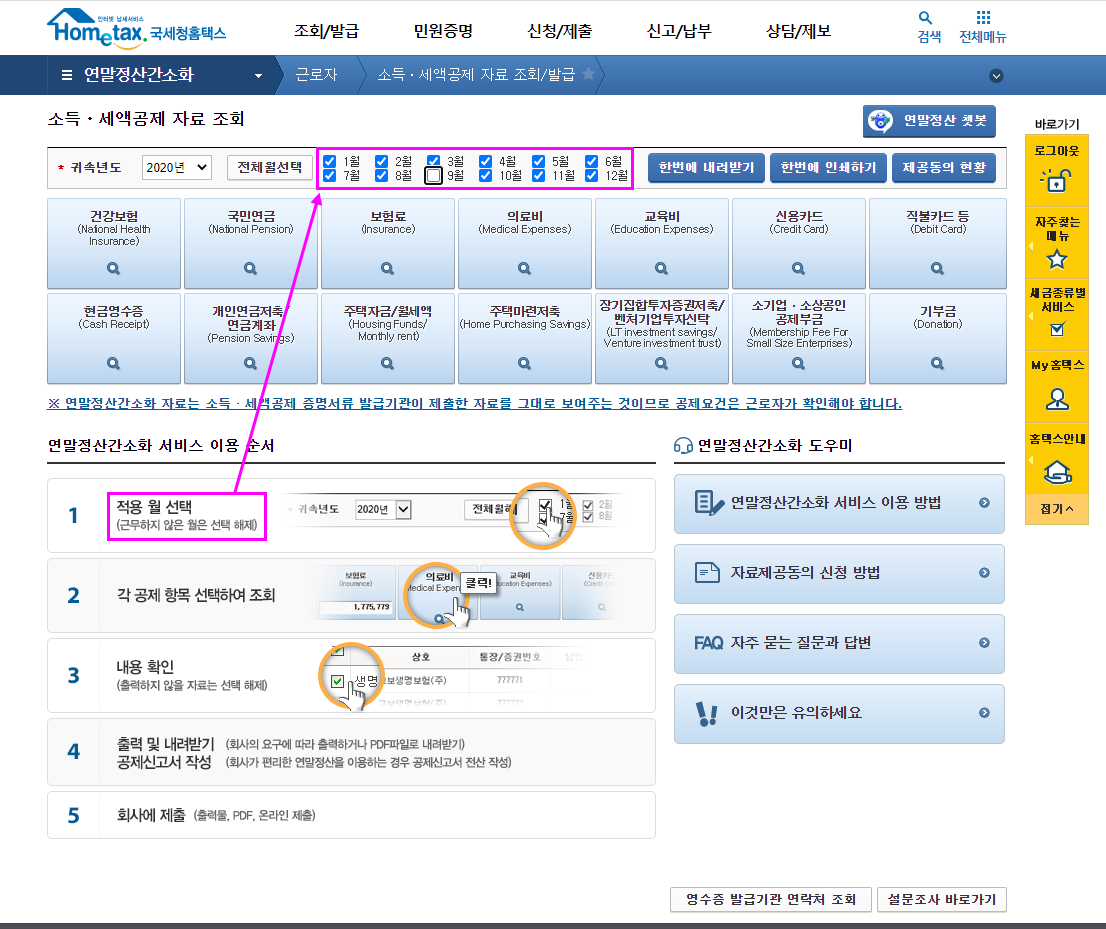 인터넷 납세서비스
Hometax. 국세청홈택스
조회/발급 민원증명 신청/제출 신고/납부 상담/제보
검색 전체메뉴
연말정산간소화 근로자 소득 · 세액공제 자료 조회/발급
소득 · 세액공제 자료 조회
연말정산 챗봇
바로가기
* 귀속년도 2020년 전체월선택
1월 2월 3월 4월 5월 6월
7월 8월 9월 10월 11월 12월
한번에 내려받기 한번에 인쇄하기 제공동의 현황
건강보험
(National Health
Insurance)
국민연금
(National Pension)
보험료
(Insurance)
의료비
(Medical Expenses)
교육비
(Education Expenses)
신용카드
(Credit Card)
직불카드 등
(Debit Card)
현금영수증
(Cash Receipt)
개인연금저축/
연금계좌
(Pension Savings)
주택자금/월세액
(Housing Funds/
Monthly rent)
주택마련저축
(Home Purchasing Savings)
장기집합투자증권저축/
벤처기업투자신탁
(LT investment savings/
Venture investment trust)
소기업 · 소상공인
공제부금
(Membership Fee For
Small Size Enterprises)
기부금
(Donation)
※ 연말정산간소화 자료는 소득 · 세액공제 증명서류 발급기관이 제출한 자료를 그대로 보여주는 것이므로 공제요건은 근로자가 확인해야 합니다.
연말정산간소화 서비스 이용 순서
1 적용 월 선택
(근무하지 않은 월은 선택 해제)
* 귀속년도 2020년 전체월해 1월 2월
7월 8월
2 각 공제 항목 선택하여 조회
보험료
(Insurance)
1,775,779
의료비
Medical Expen
클릭!
교육비
ucation Expenses)
신용카
(Credit Ca
3 내용 확인
(출력하지 않을 자료는 선택 해제)
상호 통장/증권번호
생명 보생명보험(주) 777771
4 출력 및 내려받기 (회사의 요구에 따라 출력하거나 PDF파일로 내려받기)
공제신고서 작성 (회사가 편리한 연말정산을 이용하는 경우 공제신고서 전산 작성)
5 회사에 제출 (출력물, PDF, 온라인 제출)
연말정산간소화 도우미
연말정산간소화 서비스 이용 방법
자료제공동의 신청 방법
FAQ 자주 묻는 질문과 답변
이것만은 유의하세요
로그아웃
자주찾는
메뉴
세금종류별
서비스
My홈택스
홈택스안내
접기
영수증 발급기관 연락처 조회 설문조사 바로가기